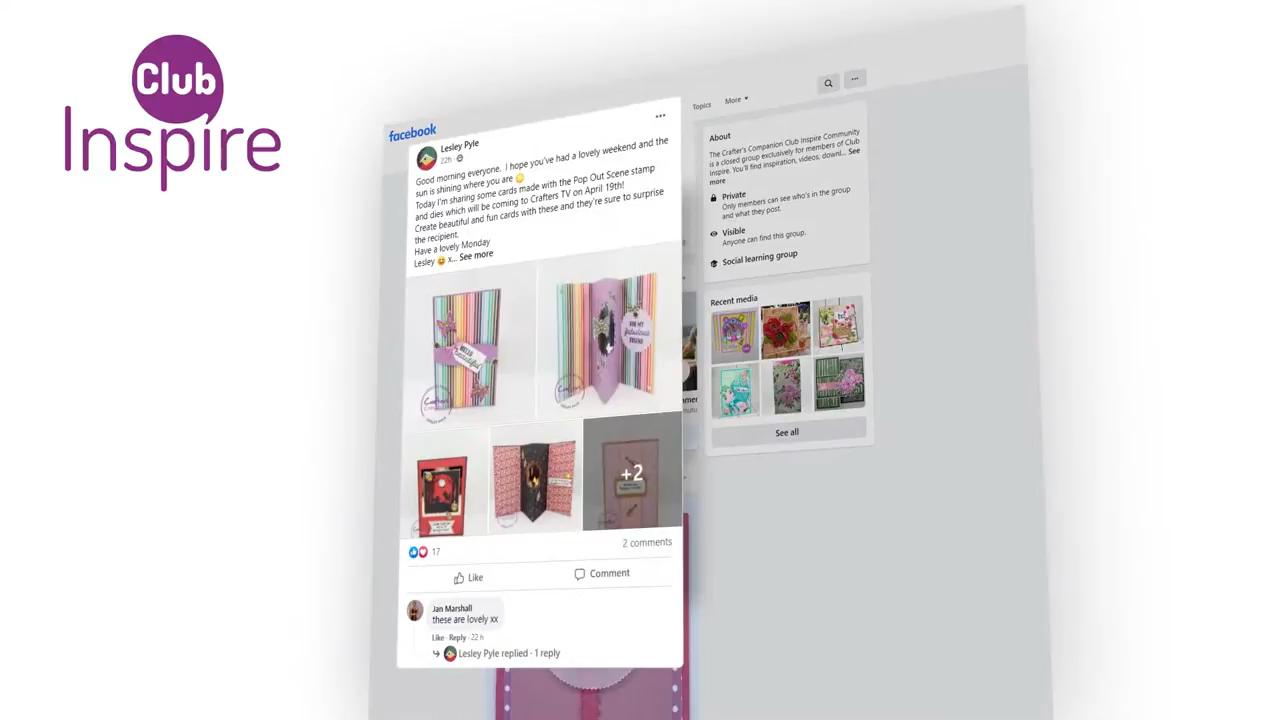 Club
Inspire
facebook
Lesley Pyle
22h
Good morning everyone. I hope you've had a lovely weekend and the
sun is shining where you are
Today I'm sharing some cards made with the Pop Out Scene stamp
and dies which will be coming to Crafters TV on April 19th!
Create beautiful and fun cards with these and they're sure to surprise
the recipient.
Have a lovely Monday
Lesley 😄 x... See more
HELLO
beautiful
FOR MY
fabulous
FRIEND
+2
17
2 comments
Like
Comment
Jan Marshall
these are lovely xx
Like · Reply · 22 h
Lesley Pyle replied · 1 reply
Topics
More
About
The Crafter's Companion Club Inspire Community
is a closed group exclusively for members of Club
Inspire. You'll find inspiration, videos, downl... See
more
Private
Only members can see who's in the group
and what they post.
Visible
Anyone can find this group.
Social learning group
Recent media
See all